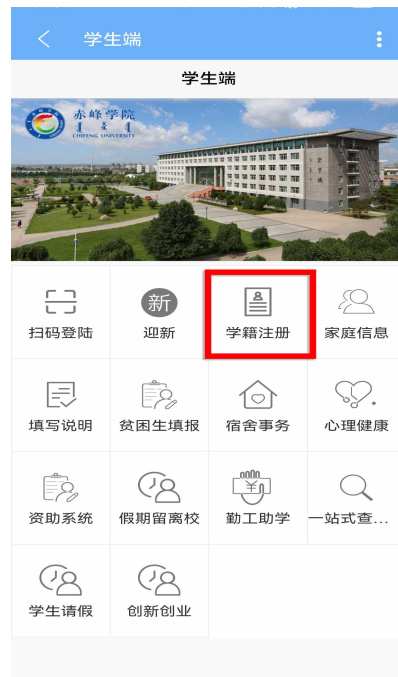 学生端
学生端
赤峰学院
CHIFENG UNIVERSITY
新
扫码登陆 迎新 学籍注册 家庭信息
填写说明 贫困生填报 宿舍事务 心理健康
¥
资助系统 假期留离校 勤工助学 一站式查...
学生请假 创新创业